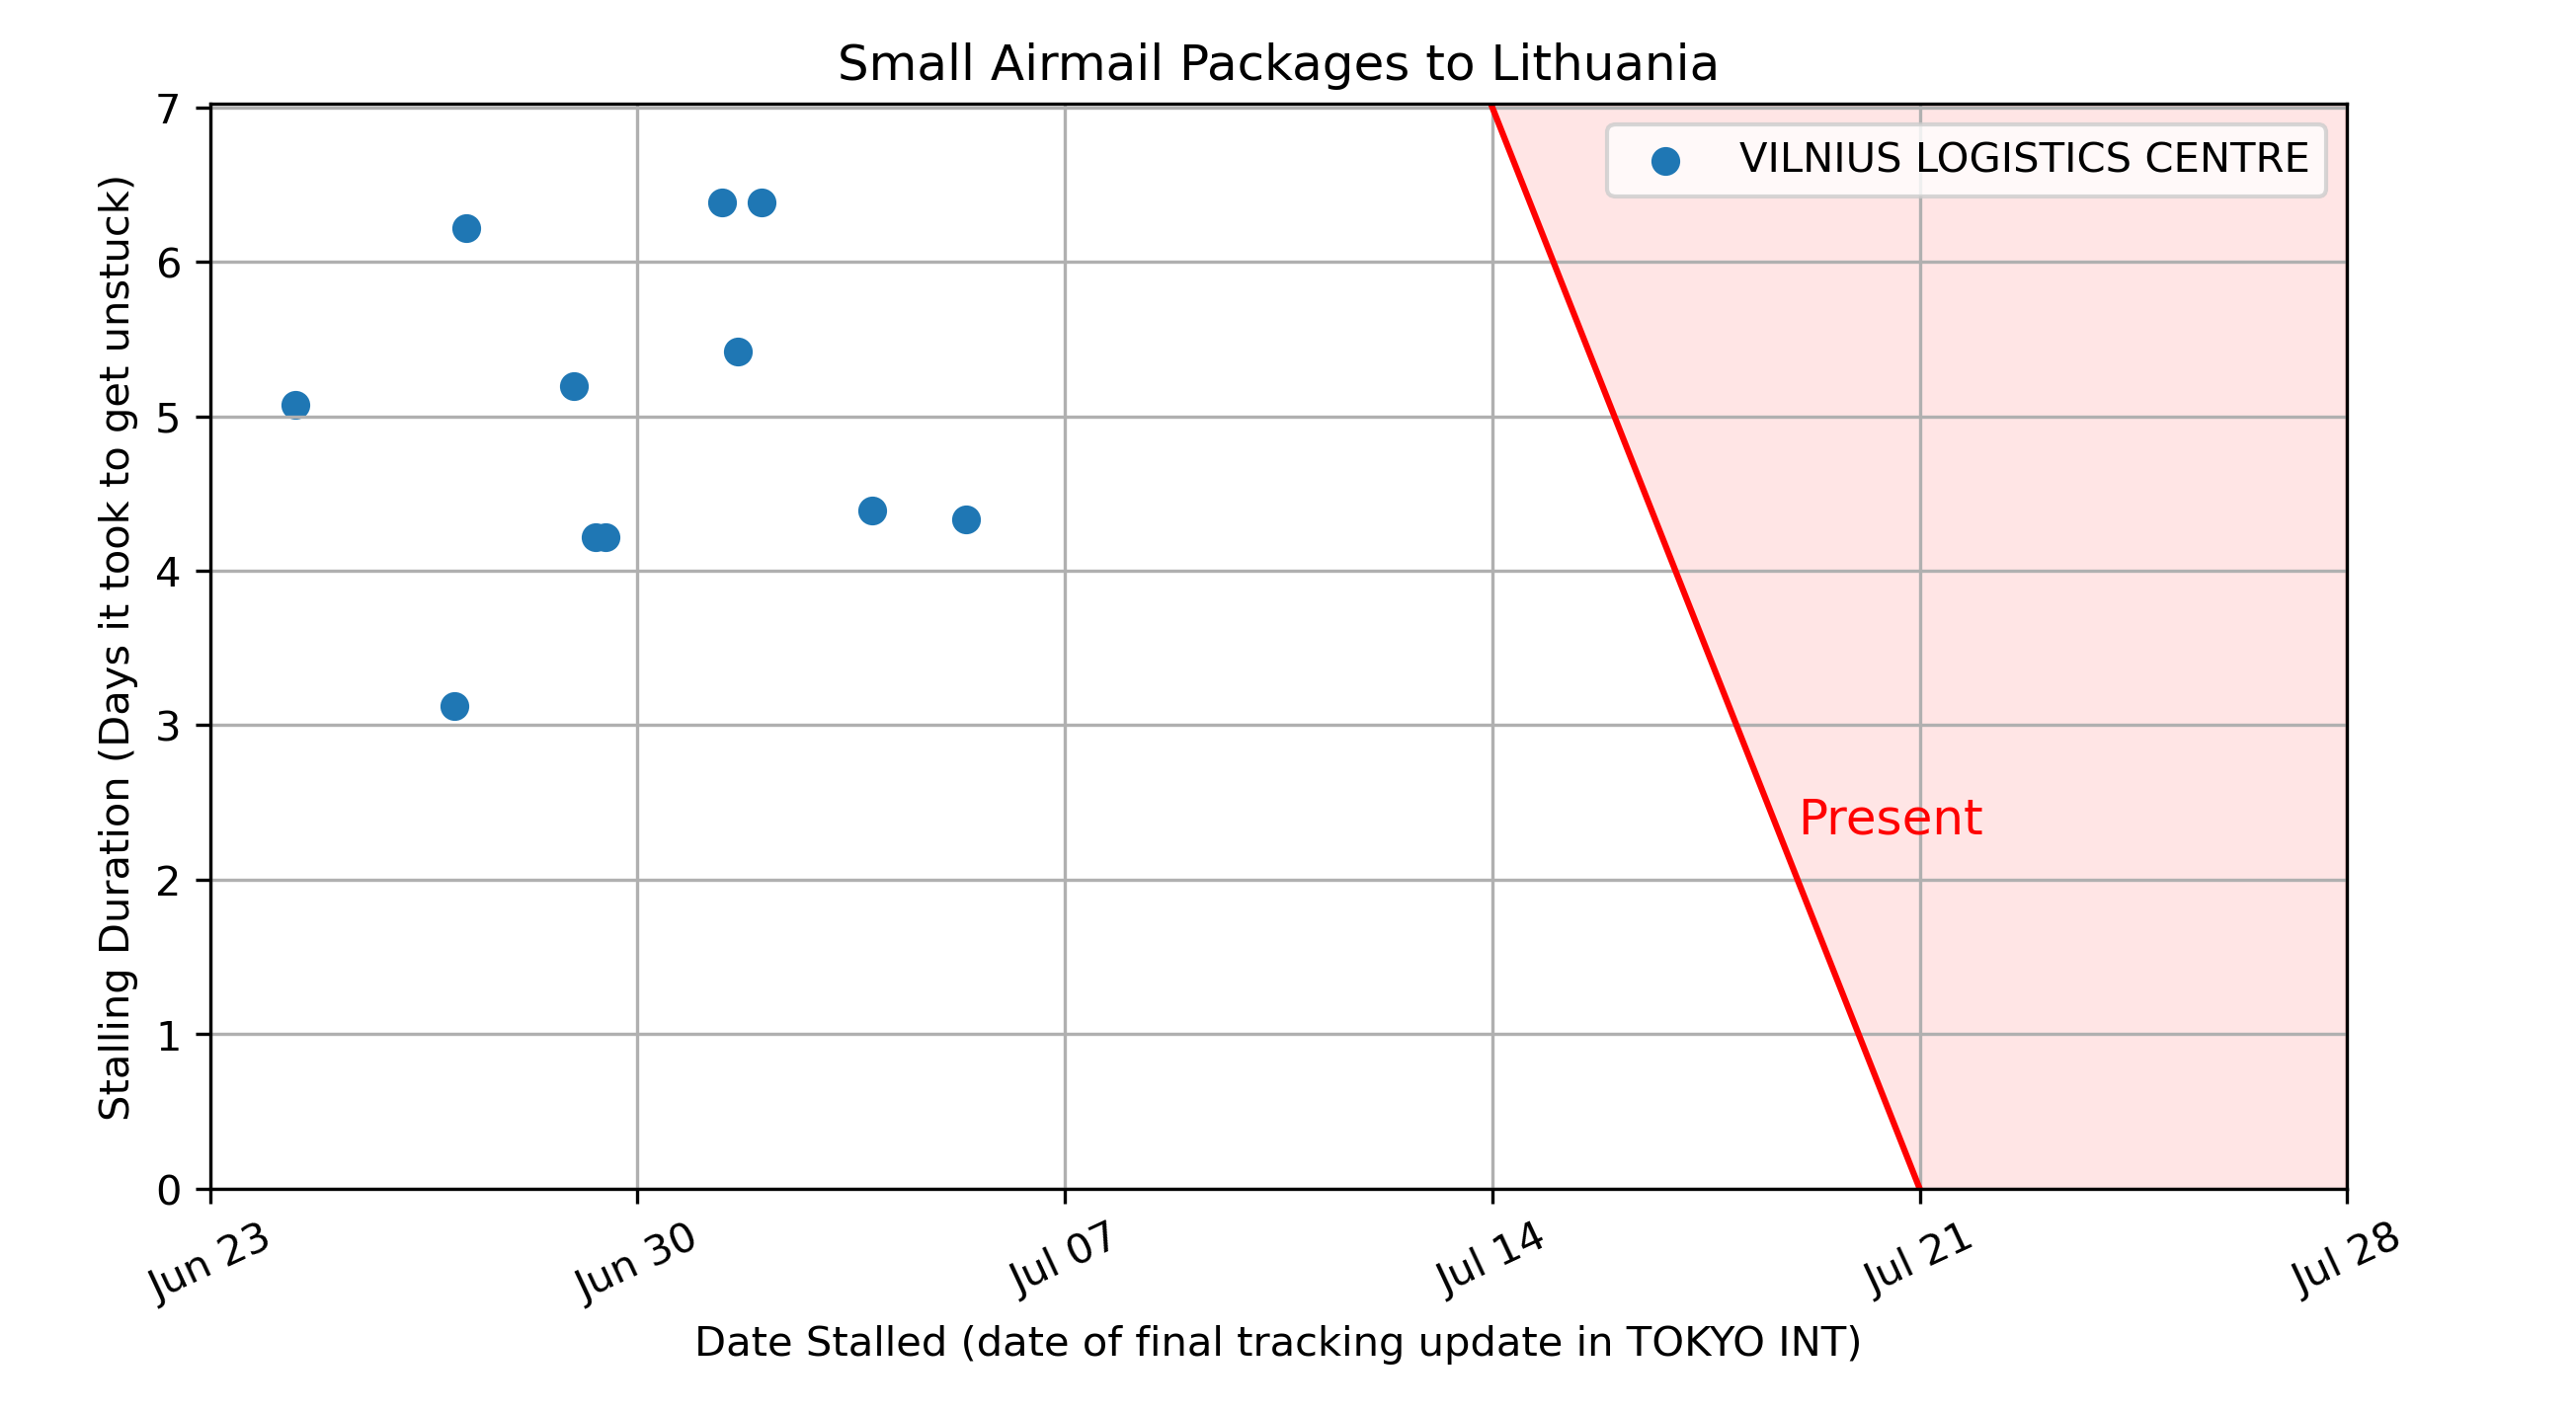 Small Airmail Packages to Lithuania
VILNIUS LOGISTICS CENTRE
Stalling Duration (Days it took to get unstuck)
7
6
5
4
3
2
1
0
Present
Jun 23
Jun 30
Jul 07
Jul 14
Jul 21
Jul 28
Date Stalled (date of final tracking update in TOKYO INT)